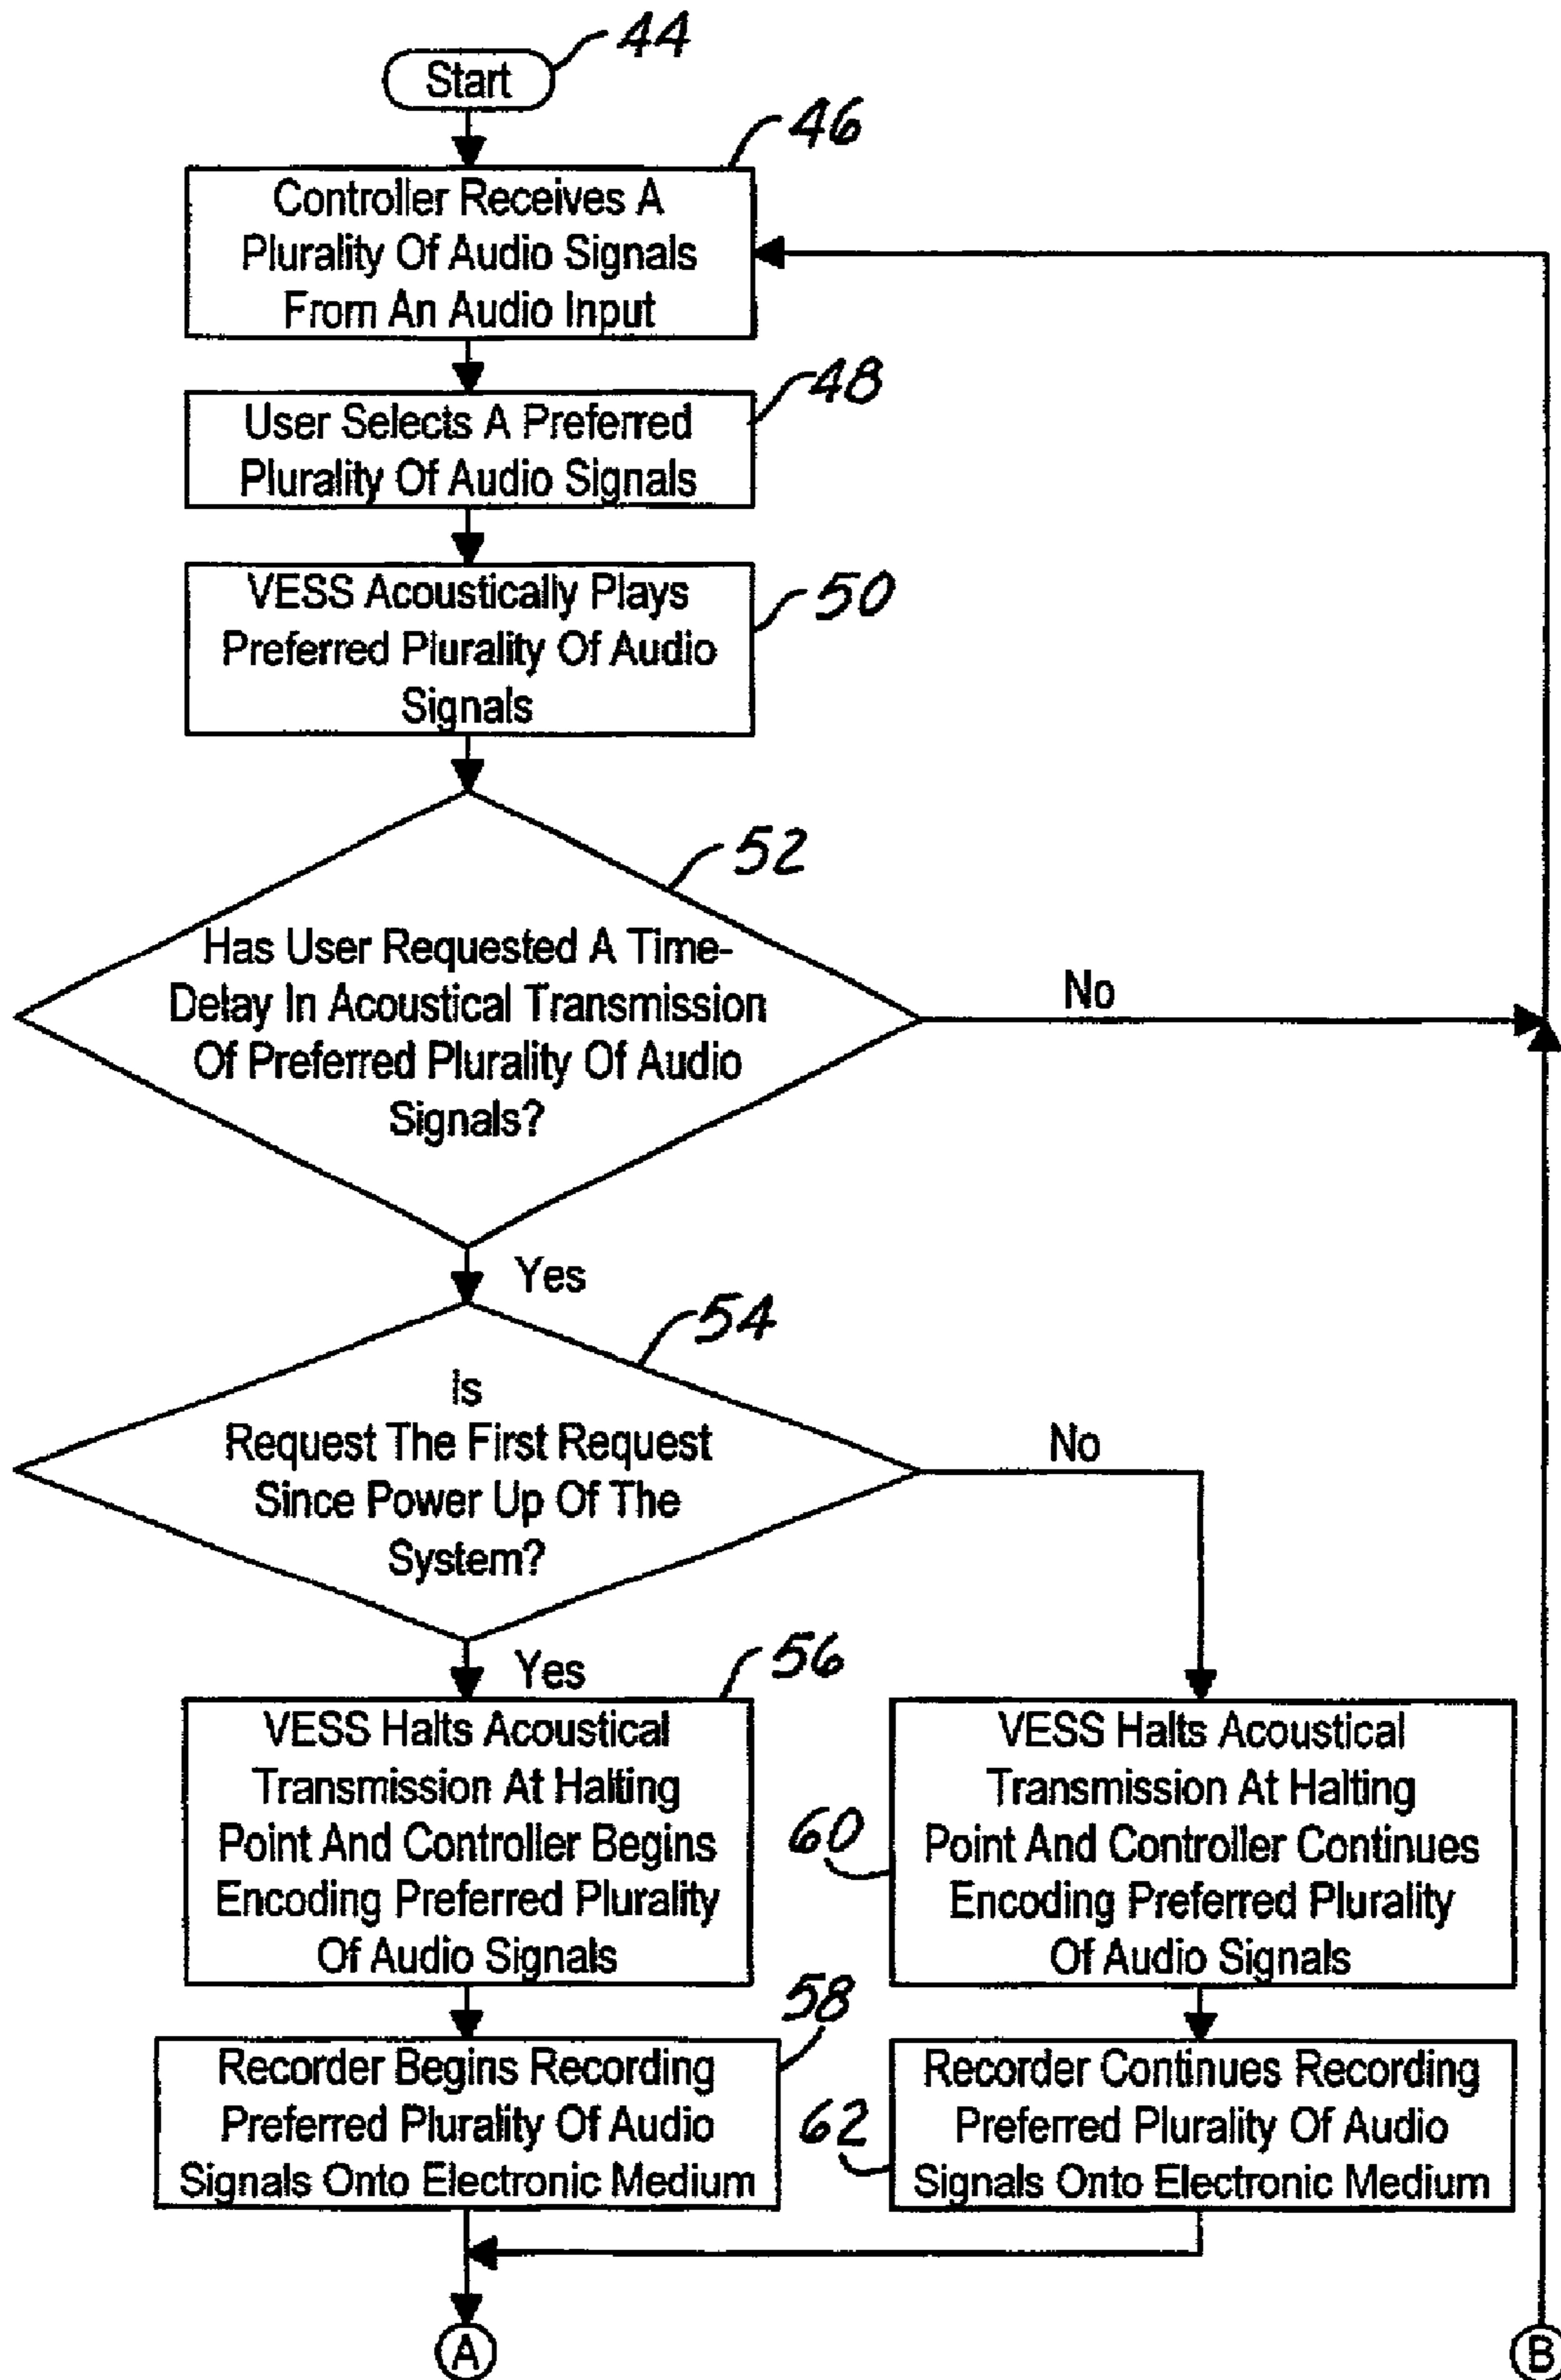 Start
44
46
Controller Receives A
Plurality Of Audio Signals
From An Audio Input
48
User Selects A Preferred
Plurality Of Audio Signals
50
VESS Acoustically Plays
Preferred Plurality Of Audio
Signals
52
Has User Requested A Time-
Delay In Acoustical Transmission
Of Preferred Plurality Of Audio
Signals?
No
Yes
54
Is
Request The First Request
Since Power Up Of The
System?
No
Yes
56
VESS Halts Acoustical
Transmission At Halting
Point And Controller Begins
Encoding Preferred Plurality
Of Audio Signals
60
VESS Halts Acoustical
Transmission At Halting
Point And Controller Continues
Encoding Preferred Plurality
Of Audio Signals
58
Recorder Begins Recording
Preferred Plurality Of Audio
Signals Onto Electronic Medium
62
Recorder Continues Recording
Preferred Plurality Of Audio
Signals Onto Electronic Medium
A
B